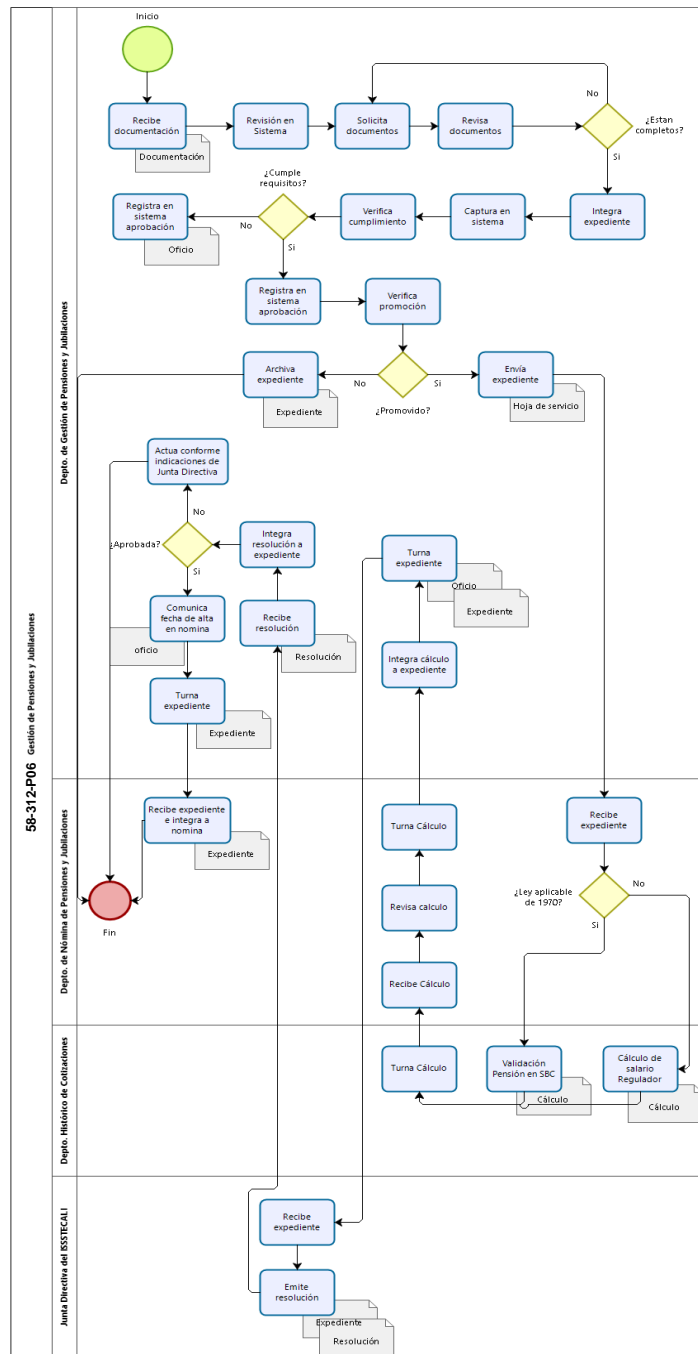 58-312-P06 Gestión de Pensiones y Jubilaciones
Depto. de Gestión de Pensiones y Jubilaciones
Inicio
Recibe
documentación
Documentación
Revisión en
Sistema
Solicita
documentos
Revisa
documentos
No
¿Estan
completos?
Si
Integra
expediente
Captura en
sistema
Verifica
cumplimiento
¿Cumple
requisitos?
No
Si
Registra en
sistema
aprobación
Oficio
Registra en
sistema
aprobación
Verifica
promoción
¿Promovido?
No
Si
Archiva
expediente
Expediente
Envía
expediente
Hoja de servicio
Actua conforme
indicaciones de
Junta Directiva
No
¿Aprobada?
Si
Integra
resolución a
expediente
Recibe
resolución
Resolución
Comunica
fecha de alta
en nomina
oficio
Turna
expediente
Expediente
Turna
expediente
Oficio
Expediente
Integra cálculo
a expediente
Depto. de Nómina de Pensiones y Jubilaciones
Recibe expediente
e integra a
nomina
Expediente
Fin
Turna Cálculo
Revisa calculo
Recibe Cálculo
Recibe
expediente
¿Ley aplicable
de 1970?
No
Si
Depto. Histórico de Cotizaciones
Turna Cálculo
Validación
Pensión en SBC
Cálculo
Cálculo de
salario
Regulador
Cálculo
Junta Directiva del ISSSTECALI
Recibe
expediente
Emite
resolución
Expediente
Resolución